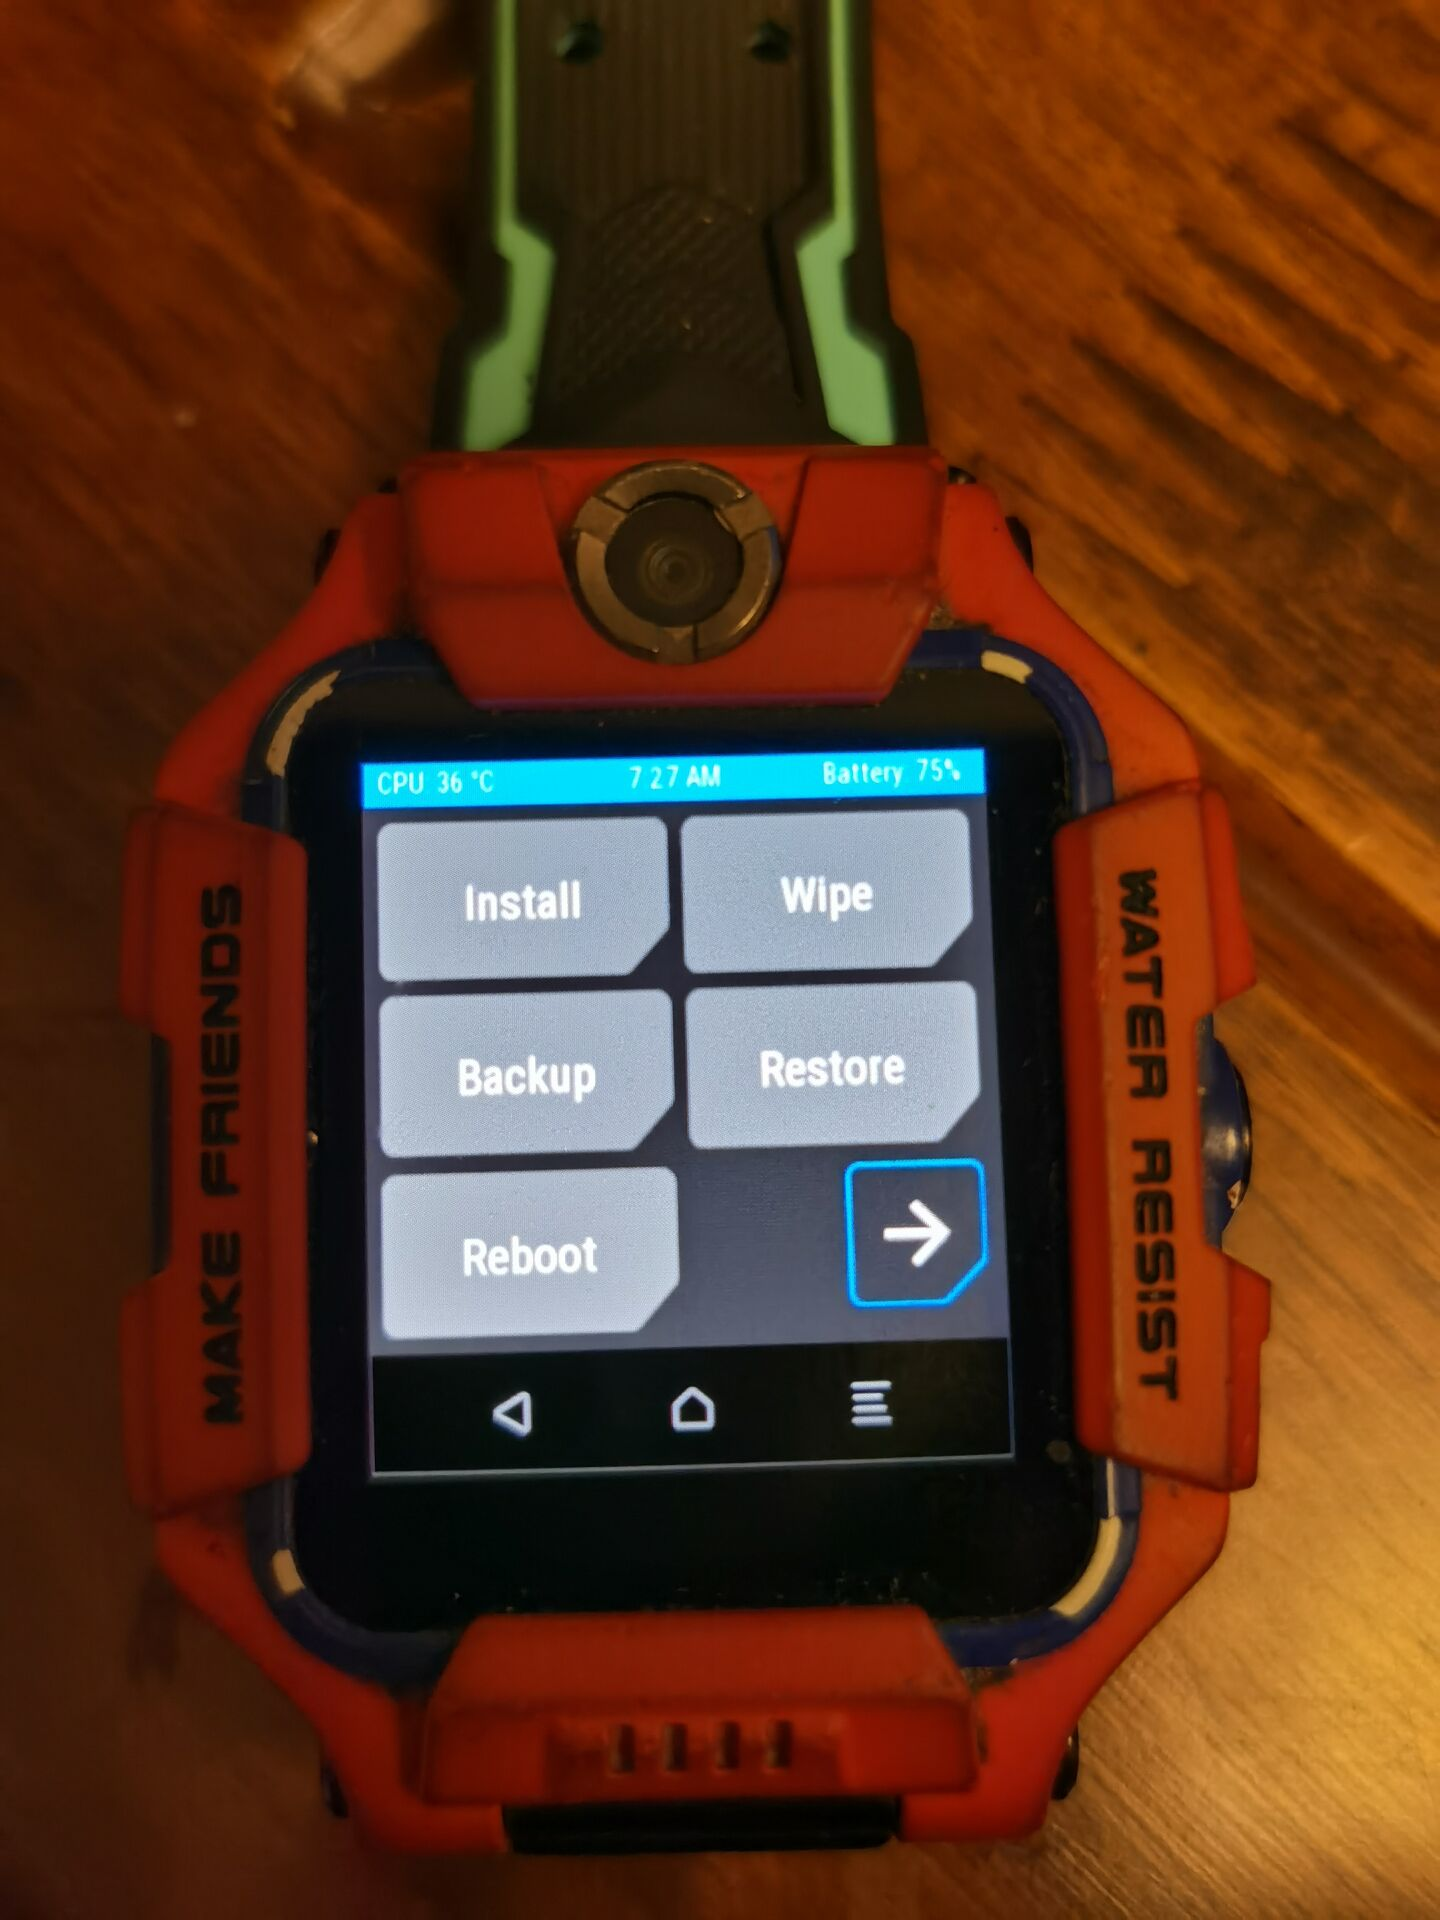 CPU 36 °C 7 27 AM Battery 75%
Install Wipe
Backup Restore
Reboot
MAKE FRIENDS
WATER RESIST